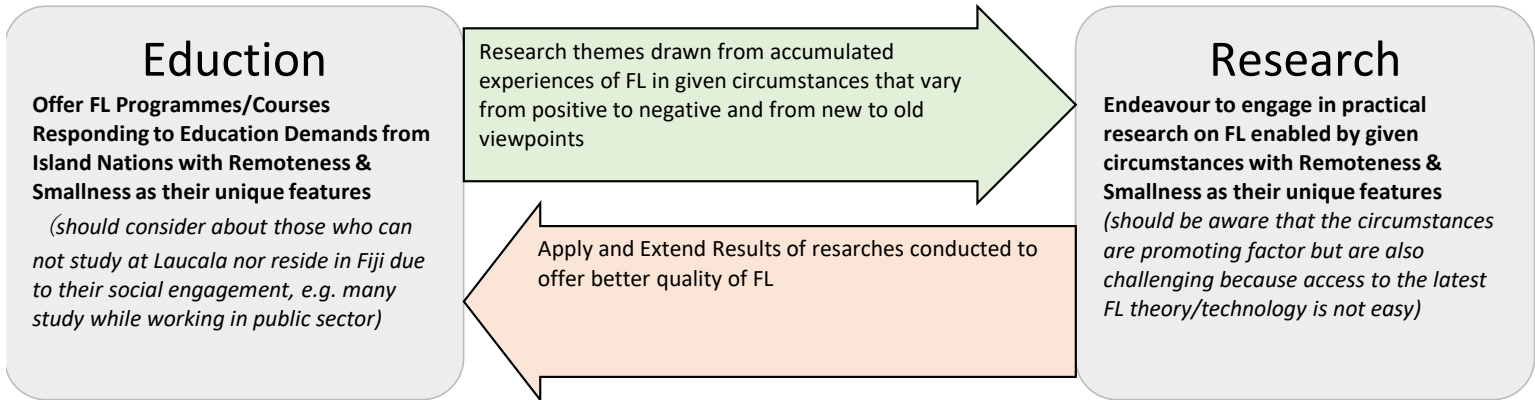 Eduction
Offer FL Programmes/Courses
Responding to Education Demands from
Island Nations with Remoteness &
Smallness as their unique features
(should consider about those who can
not study at Laucala nor reside in Fiji due
to their social engagement, e.g. many
study while working in public sector)
Research themes drawn from accumulated
experiences of FL in given circumstances that vary
from positive to negative and from new to old
viewpoints
Apply and Extend Results of resarches conducted to
offer better quality of FL
Research
Endeavour to engage in practical
research on FL enabled by given
circumstances with Remoteness &
Smallness as their unique features
(should be aware that the circumstances
are promoting factor but are also
challenging because access to the latest
FL theory/technology is not easy)